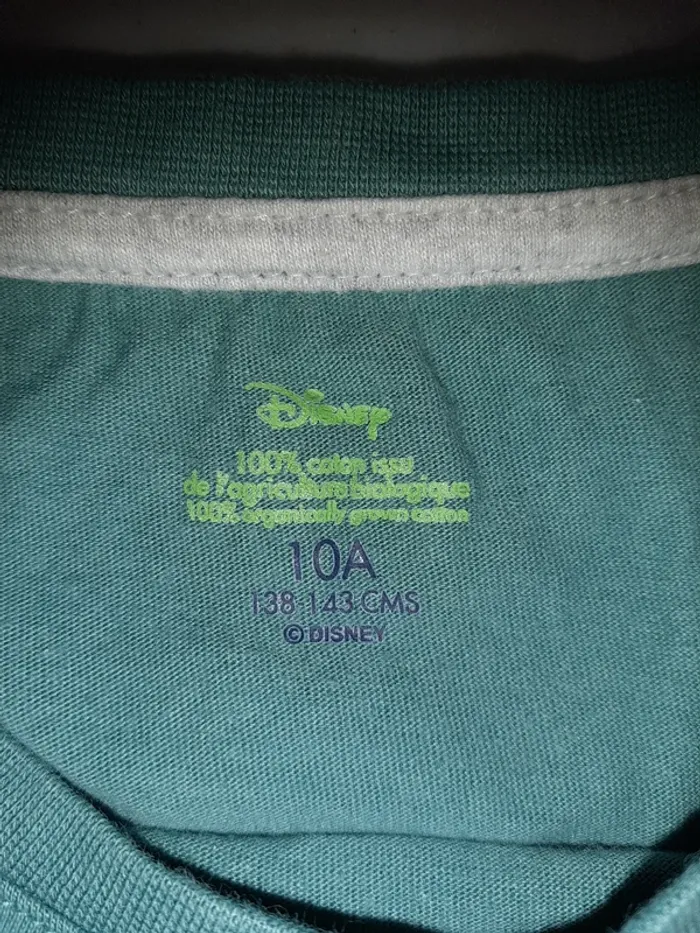 Disney
100% coton issu
de l'agriculture biologique
100% organically grown cotton
10A
138-143 CMS
© DISNEY